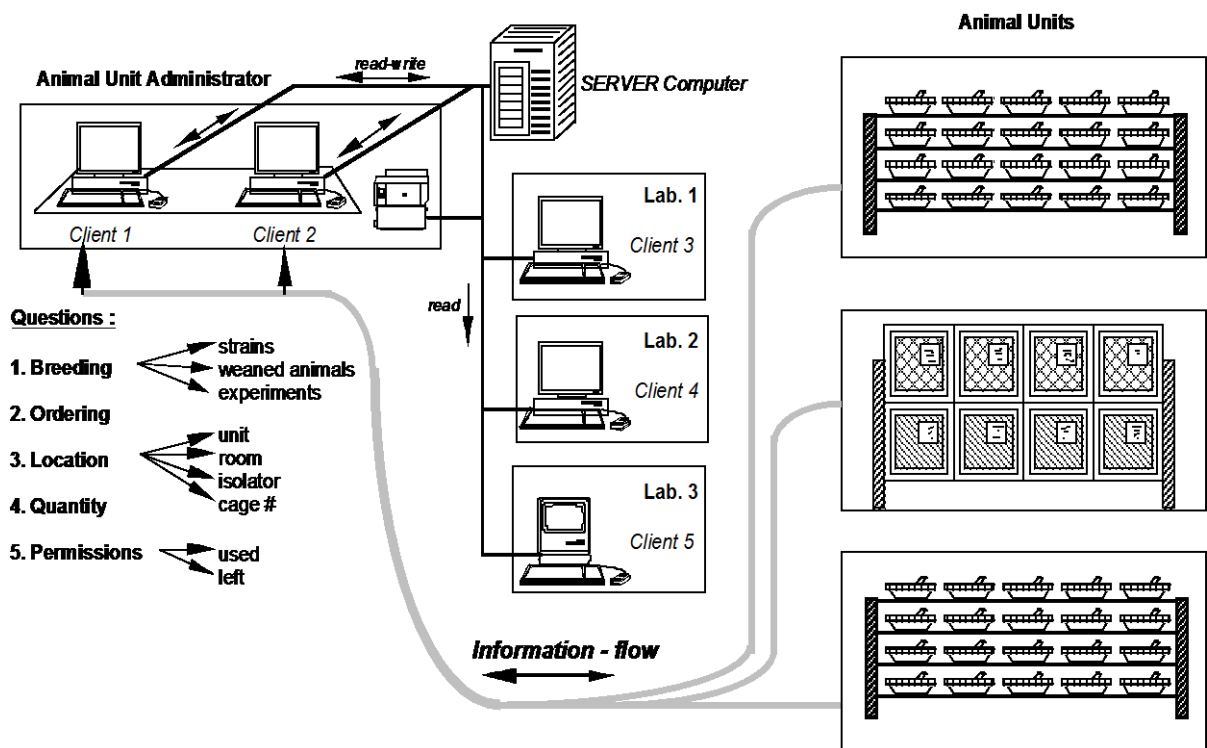 Animal Units
read-write
Animal Unit Administrator
SERVER Computer
Client 1
Client 2
Lab. 1
Client 3
read
Lab. 2
Client 4
Lab. 3
Client 5
Questions :
1. Breeding
strains
weaned animals
experiments
2. Ordering
3. Location
unit
room
isolator
cage #
4. Quantity
5. Permissions
used
left
Information - flow